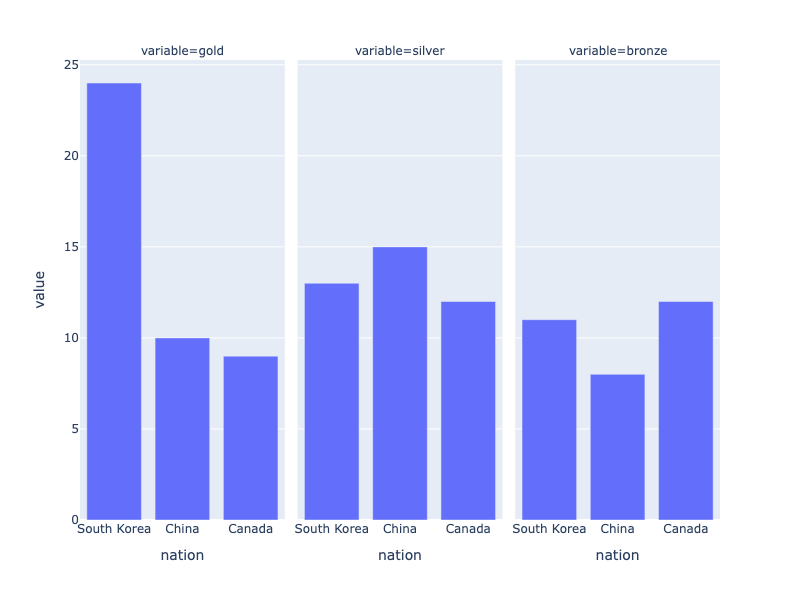 variable=gold
variable=silver
variable=bronze
25
20
15
10
5
0
value
South Korea
China
Canada
South Korea
China
Canada
South Korea
China
Canada
nation
nation
nation